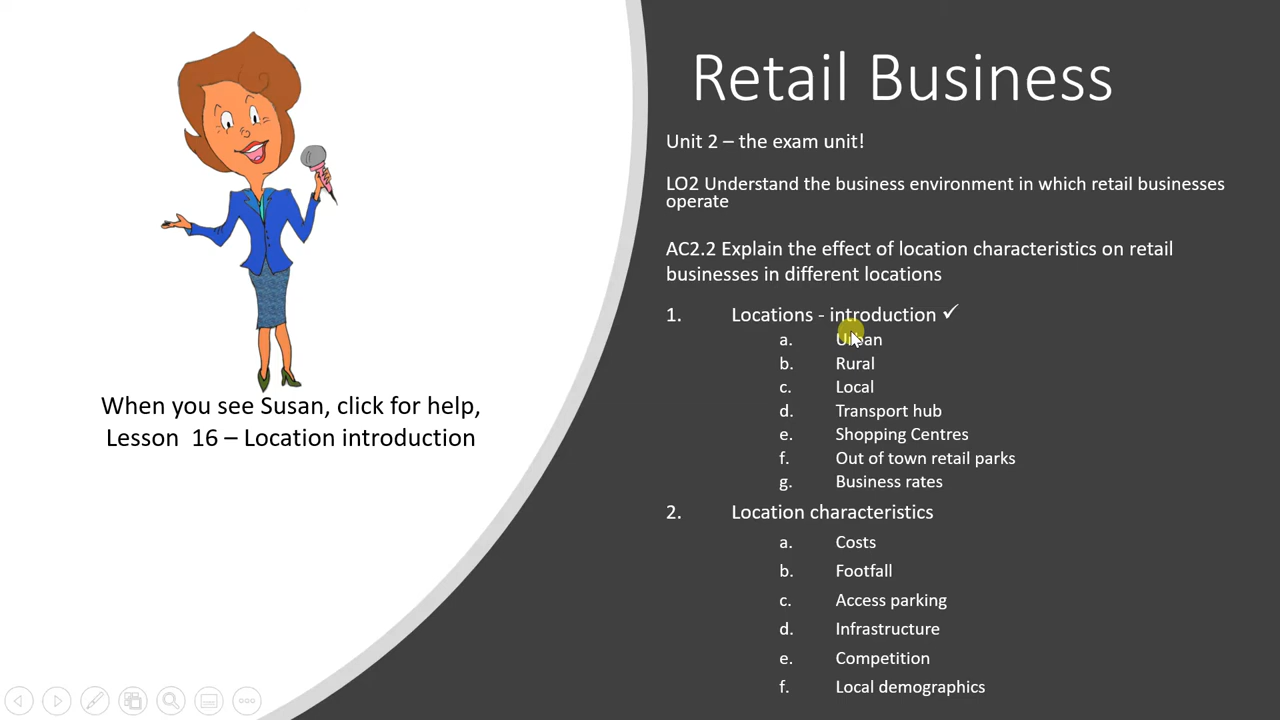 Retail Business
Unit 2 – the exam unit!
LO2 Understand the business environment in which retail businesses
operate
AC2.2 Explain the effect of location characteristics on retail
businesses in different locations
1. Locations - introduction ✓
a. Urban
b. Rural
c. Local
d. Transport hub
e. Shopping Centres
f. Out of town retail parks
g. Business rates
2. Location characteristics
a. Costs
b. Footfall
c. Access parking
d. Infrastructure
e. Competition
f. Local demographics
When you see Susan, click for help,
Lesson 16 – Location introduction